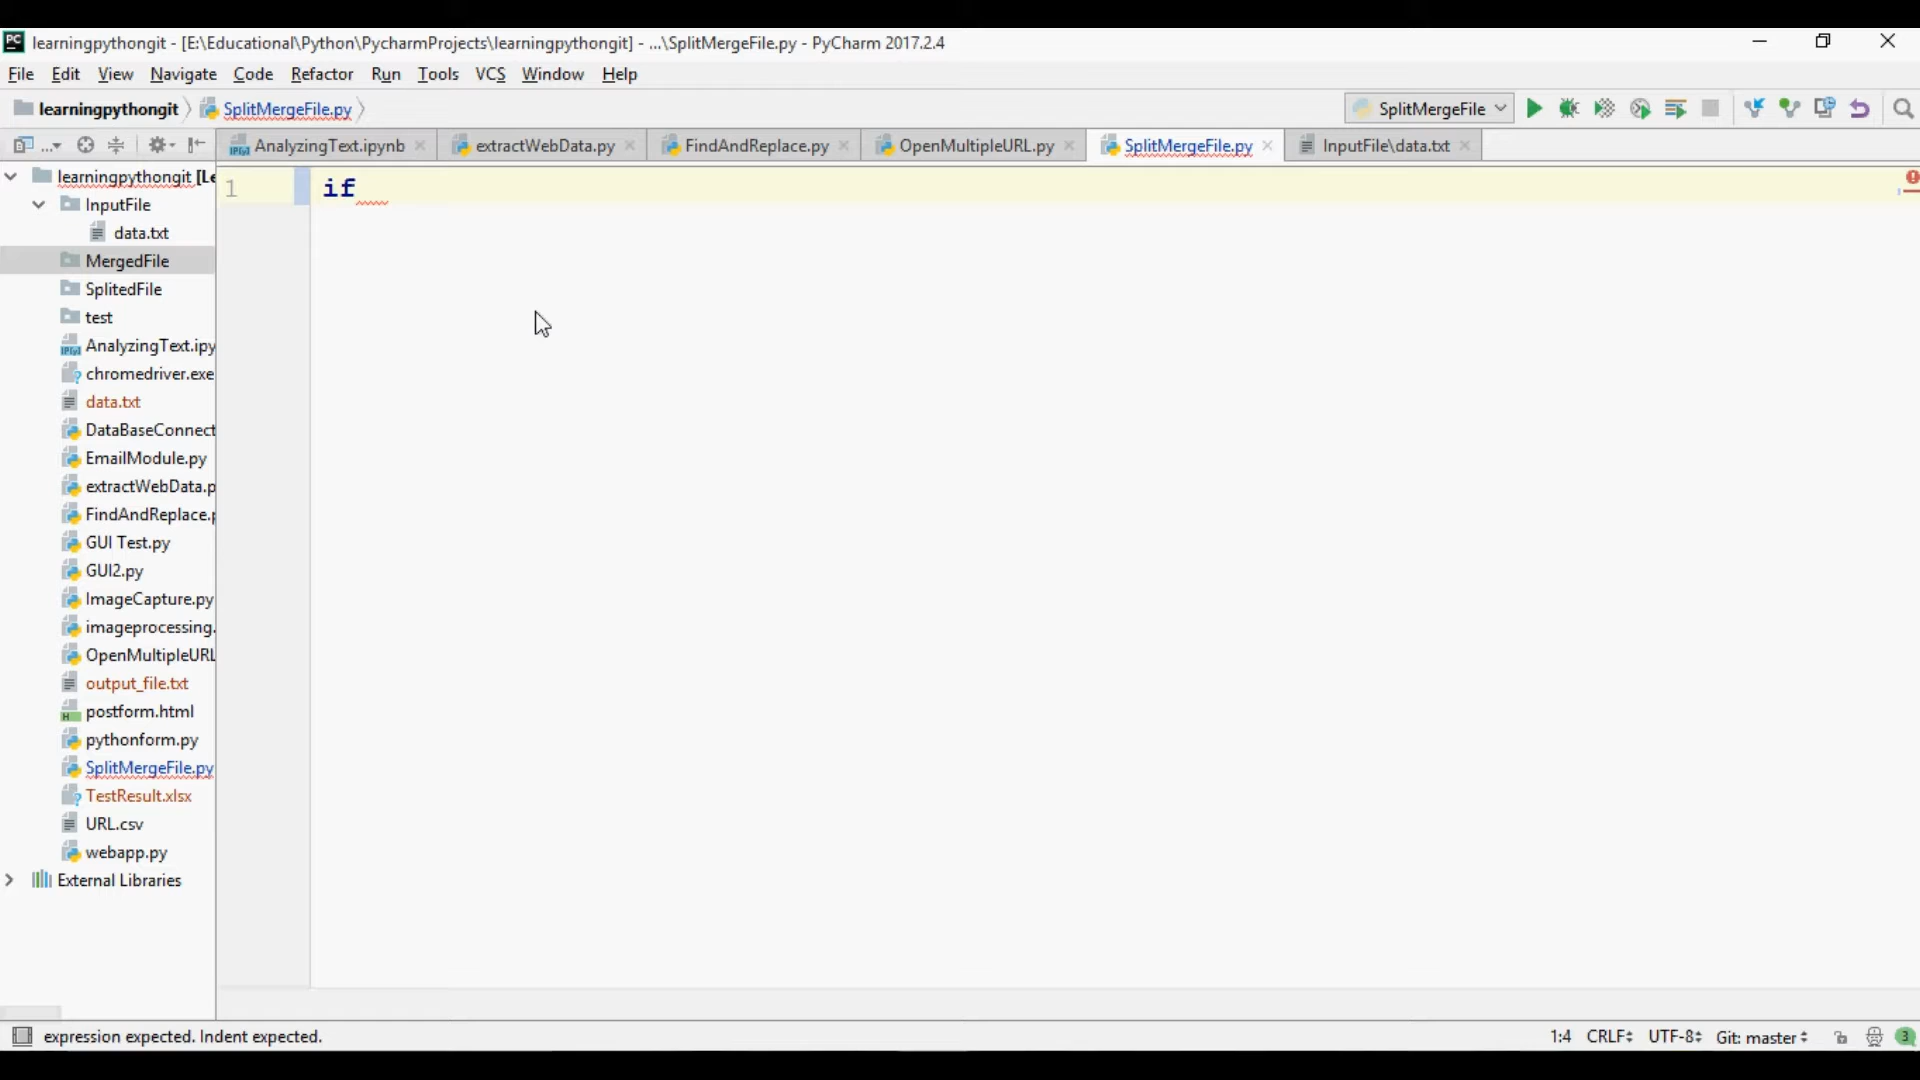 PC learningpythongit - [E:\Educational\Python\PycharmProjects\learningpythongit] - ...\SplitMergeFile.py - PyCharm 2017.2.4
File Edit View Navigate Code Refactor Run Tools VCS Window Help
learningpythongit SplitMergeFile.py SplitMergeFile
... AnalyzingText.ipynb extractWebData.py FindAndReplace.py OpenMultipleURL.py SplitMergeFile.py InputFile\data.txt
learningpythongit [Le
1 if
InputFile
data.txt
MergedFile
SplitedFile
test
AnalyzingText.ipy
chromedriver.exe
data.txt
DataBaseConnect
EmailModule.py
extractWebData.p
FindAndReplace.p
GUI Test.py
GUI2.py
ImageCapture.py
imageprocessing.
OpenMultipleURL
output_file.txt
postform.html
pythonform.py
SplitMergeFile.py
TestResult.xlsx
URL.csv
webapp.py
External Libraries
expression expected. Indent expected. 1:4 CRLF UTF-8 Git: master 3